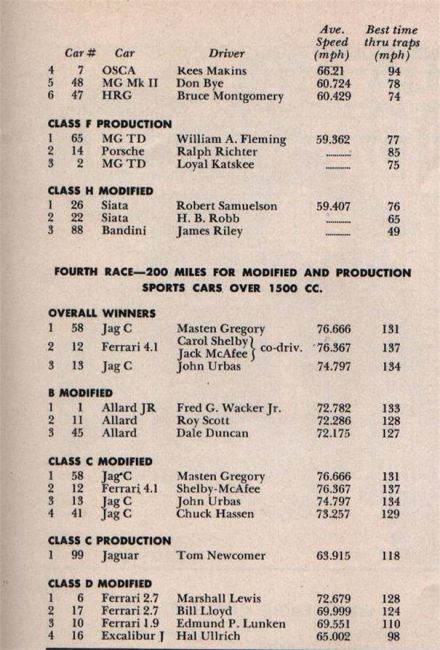 Ave. Best time
Speed thru traps
Car # Car Driver (mph) (mph)
4 7 OSCA Rees Makins 66.21 94
5 48 MG Mk II Don Bye 60.724 78
6 47 HRG Bruce Montgomery 60.429 74
CLASS F PRODUCTION
1 65 MG TD William A. Fleming 59.362 77
2 14 Porsche Ralph Richter ........... 85
3 2 MG TD Loyal Katskee ........... 75
CLASS H MODIFIED
1 26 Siata Robert Samuelson 59.407 76
2 22 Siata H. B. Robb ........... 65
3 88 Bandini James Riley ........... 49
FOURTH RACE—200 MILES FOR MODIFIED AND PRODUCTION
SPORTS CARS OVER 1500 CC.
OVERALL WINNERS
1 58 Jag C Masten Gregory 76.666 131
2 12 Ferrari 4.1 Carol Shelby } co-driv. 76.367 137
Jack McAfee
3 13 Jag C John Urbas 74.797 134
B MODIFIED
1 1 Allard JR Fred G. Wacker Jr. 72.782 133
2 11 Allard Roy Scott 72.286 128
3 45 Allard Dale Duncan 72.175 127
CLASS C MODIFIED
1 58 Jag C Masten Gregory 76.666 131
2 12 Ferrari 4.1 Shelby-McAfee 76.367 137
3 13 Jag C John Urbas 74.797 134
4 41 Jag C Chuck Hassen 73.257 129
CLASS C PRODUCTION
1 99 Jaguar Tom Newcomer 63.915 118
CLASS D MODIFIED
1 6 Ferrari 2.7 Marshall Lewis 72.679 128
2 17 Ferrari 2.7 Bill Lloyd 69.999 124
3 10 Ferrari 1.9 Edmund P. Lunken 69.551 110
4 16 Excalibur J Hal Ullrich 65.002 98